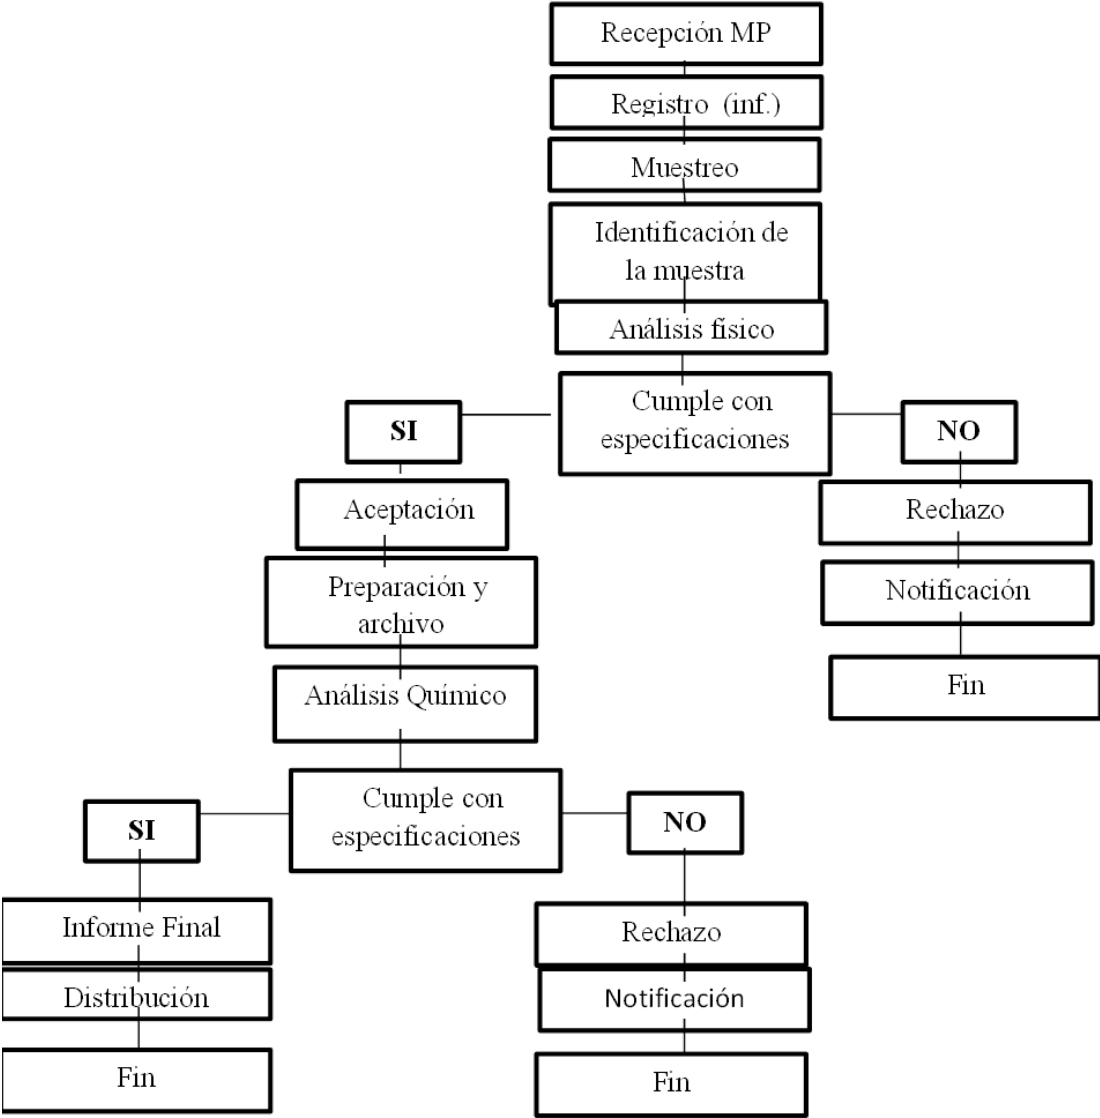 Recepción MP
Registro (inf.)
Muestreo
Identificación de
la muestra
Análisis físico
Cumple con
especificaciones
SI
NO
Aceptación
Rechazo
Preparación y
archivo
Notificación
Análisis Químico
Fin
Cumple con
especificaciones
SI
NO
Informe Final
Rechazo
Distribución
Notificación
Fin
Fin